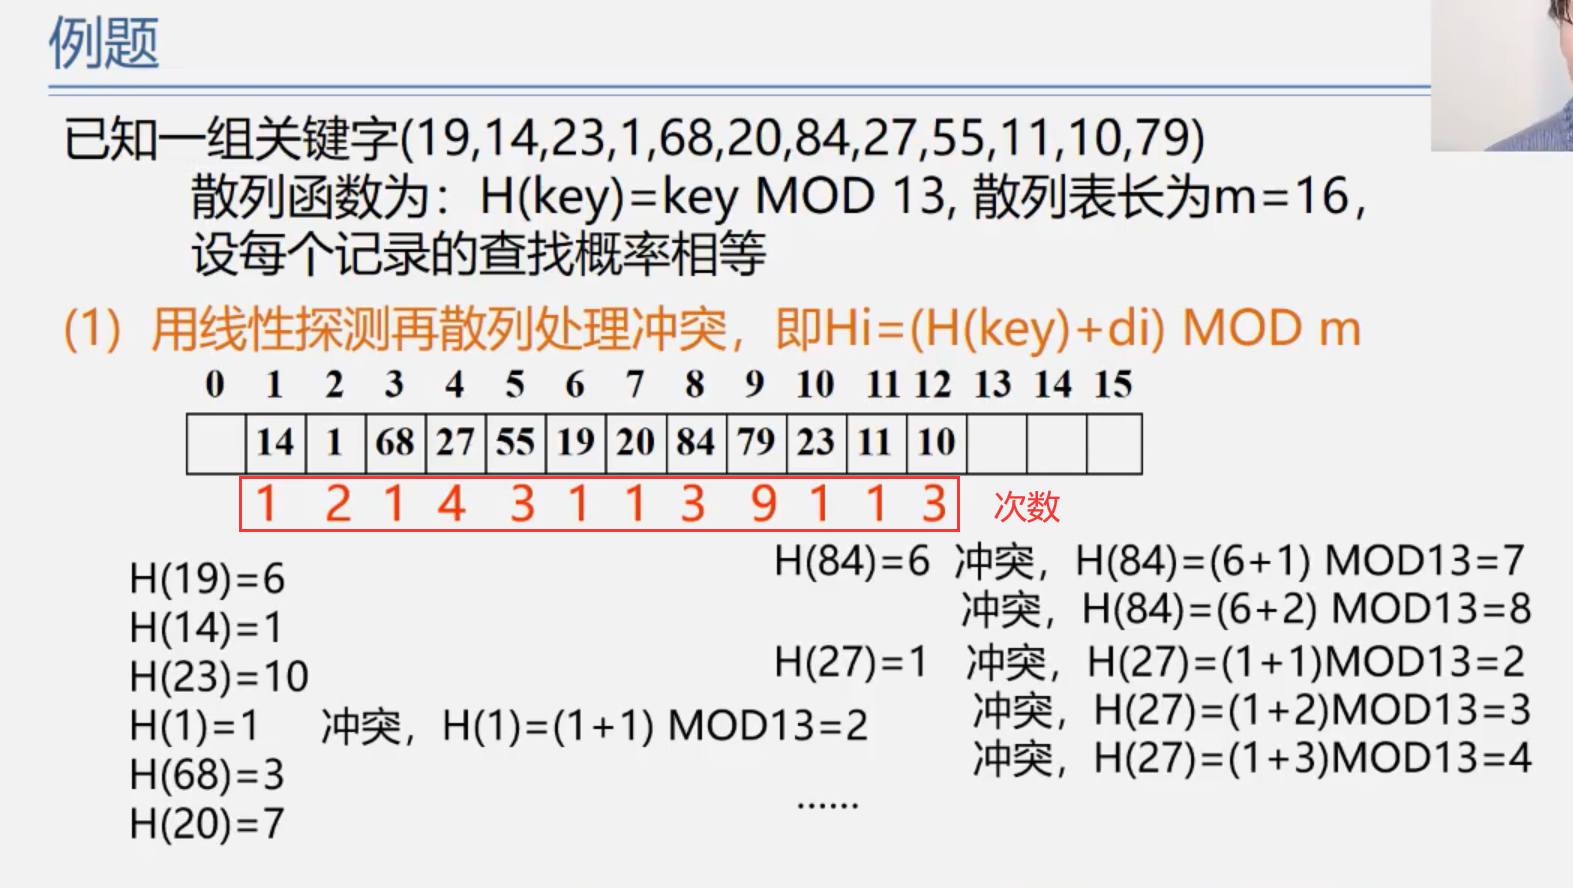 例题
已知一组关键字(19,14,23,1,68,20,84,27,55,11,10,79)
散列函数为：H(key)=key MOD 13, 散列表长为m=16，
设每个记录的查找概率相等
(1) 用线性探测再散列处理冲突，即Hi=(H(key)+di) MOD m
0 1 2 3 4 5 6 7 8 9 10 11 12 13 14 15
14 1 68 27 55 19 20 84 79 23 11 10
1 2 1 4 3 1 1 3 9 1 1 3 次数
H(19)=6
H(14)=1
H(23)=10
H(1)=1 冲突，H(1)=(1+1) MOD13=2
H(68)=3
H(20)=7
H(84)=6 冲突，H(84)=(6+1) MOD13=7
冲突，H(84)=(6+2) MOD13=8
H(27)=1 冲突，H(27)=(1+1)MOD13=2
冲突，H(27)=(1+2)MOD13=3
冲突，H(27)=(1+3)MOD13=4
······